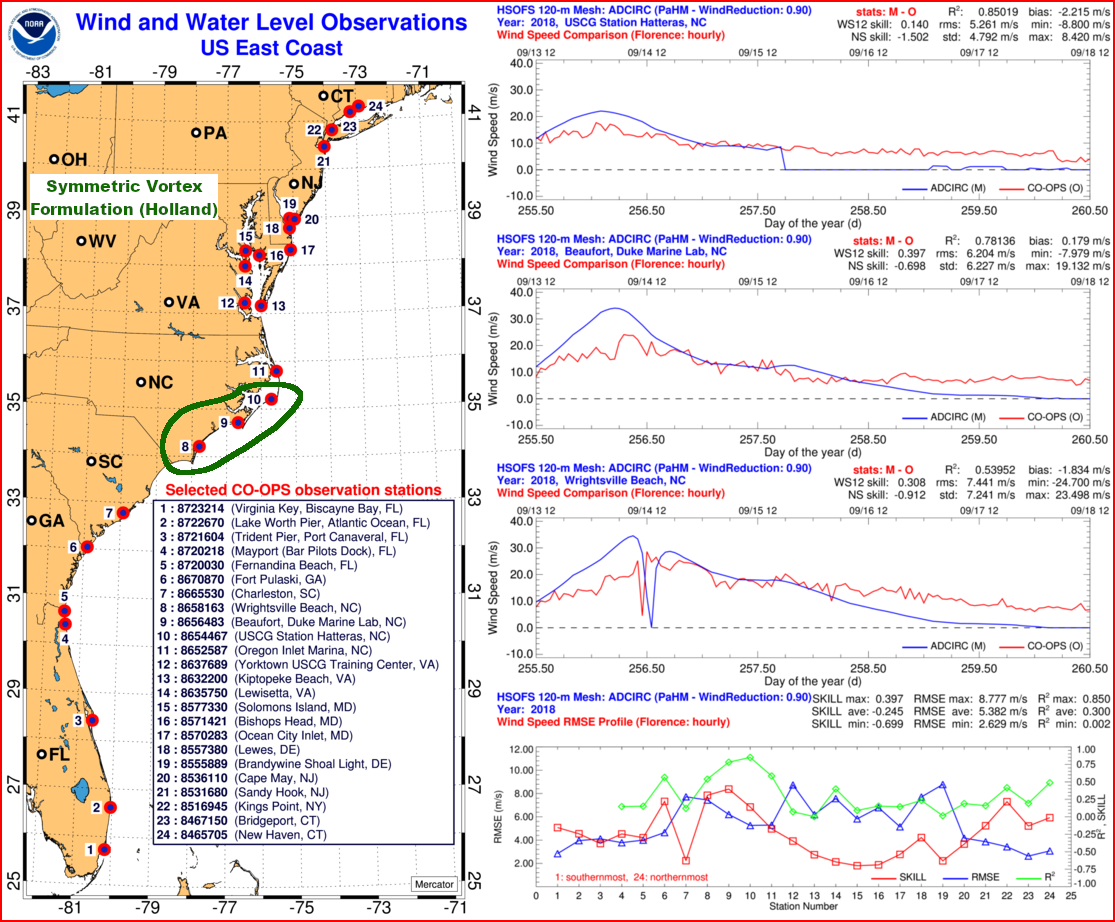 NOAA
Wind and Water Level Observations
US East Coast
-83 -81 -79 -77 -75 -73 -71
41
39
37
35
33
31
29
27
25
41
39
37
35
33
31
29
27
25
-81 -79 -77 -75 -73 -71
CT
PA
OH
NJ
WV
VA
NC
SC
GA
FL
Symmetric Vortex
Formulation (Holland)
24
23
22
21
20
19
18
17
16
15
14
13
12
11
10
9
8
7
6
5
4
3
2
1
Selected CO-OPS observation stations
1 : 8723214 (Virginia Key, Biscayne Bay, FL)
2 : 8722670 (Lake Worth Pier, Atlantic Ocean, FL)
3 : 8721604 (Trident Pier, Port Canaveral, FL)
4 : 8720218 (Mayport (Bar Pilots Dock), FL)
5 : 8720030 (Fernandina Beach, FL)
6 : 8670870 (Fort Pulaski, GA)
7 : 8665530 (Charleston, SC)
8 : 8658163 (Wrightsville Beach, NC)
9 : 8656483 (Beaufort, Duke Marine Lab, NC)
10 : 8654467 (USCG Station Hatteras, NC)
11 : 8652587 (Oregon Inlet Marina, NC)
12 : 8637689 (Yorktown USCG Training Center, VA)
13 : 8632200 (Kiptopeke Beach, VA)
14 : 8635750 (Lewisetta, VA)
15 : 8577330 (Solomons Island, MD)
16 : 8571421 (Bishops Head, MD)
17 : 8570283 (Ocean City Inlet, MD)
18 : 8557380 (Lewes, DE)
19 : 8555889 (Brandywine Shoal Light, DE)
20 : 8536110 (Cape May, NJ)
21 : 8531680 (Sandy Hook, NJ)
22 : 8516945 (Kings Point, NY)
23 : 8467150 (Bridgeport, CT)
24 : 8465705 (New Haven, CT)
Mercator
HSOFS 120-m Mesh: ADCIRC (PaHM - WindReduction: 0.90) stats: M - O R²: 0.85019 bias: -2.215 m/s
Year: 2018, USCG Station Hatteras, NC WS12 skill: 0.140 rms: 5.261 m/s min: -8.800 m/s
Wind Speed Comparison (Florence: hourly) NS skill: -1.502 std: 4.792 m/s max: 8.420 m/s
09/13 12 09/14 12 09/15 12 09/16 12 09/17 12 09/18 12
40.0
30.0
20.0
10.0
0.0
-10.0
Wind Speed (m/s)
ADCIRC (M) CO-OPS (O)
255.50 256.50 257.50 258.50 259.50 260.50
Day of the year (d)
HSOFS 120-m Mesh: ADCIRC (PaHM - WindReduction: 0.90) stats: M - O R²: 0.78136 bias: 0.179 m/s
Year: 2018, Beaufort, Duke Marine Lab, NC WS12 skill: 0.397 rms: 6.204 m/s min: -7.979 m/s
Wind Speed Comparison (Florence: hourly) NS skill: -0.698 std: 6.227 m/s max: 19.132 m/s
09/13 12 09/14 12 09/15 12 09/16 12 09/17 12 09/18 12
40.0
30.0
20.0
10.0
0.0
-10.0
Wind Speed (m/s)
ADCIRC (M) CO-OPS (O)
255.50 256.50 257.50 258.50 259.50 260.50
Day of the year (d)
HSOFS 120-m Mesh: ADCIRC (PaHM - WindReduction: 0.90) stats: M - O R²: 0.53952 bias: -1.834 m/s
Year: 2018, Wrightsville Beach, NC WS12 skill: 0.308 rms: 7.441 m/s min: -24.700 m/s
Wind Speed Comparison (Florence: hourly) NS skill: -0.912 std: 7.241 m/s max: 23.498 m/s
09/13 12 09/14 12 09/15 12 09/16 12 09/17 12 09/18 12
40.0
30.0
20.0
10.0
0.0
-10.0
Wind Speed (m/s)
ADCIRC (M) CO-OPS (O)
255.50 256.50 257.50 258.50 259.50 260.50
Day of the year (d)
HSOFS 120-m Mesh: ADCIRC (PaHM - WindReduction: 0.90) SKILL max: 0.397 RMSE max: 8.777 m/s R² max: 0.850
Year: 2018 SKILL ave: -0.245 RMSE ave: 5.382 m/s R² ave: 0.300
Wind Speed RMSE Profile (Florence: hourly) SKILL min: -0.699 RMSE min: 2.629 m/s R² min: 0.002
12.00
10.00
8.00
6.00
4.00
2.00
RMSE (m/s)
1.00
0.75
0.50
0.25
0.00
-0.25
-0.50
-0.75
-1.00
R² - SKILL
1: southernmost, 24: northernmost SKILL RMSE R²
0 1 2 3 4 5 6 7 8 9 10 11 12 13 14 15 16 17 18 19 20 21 22 23 24 25
Station Number